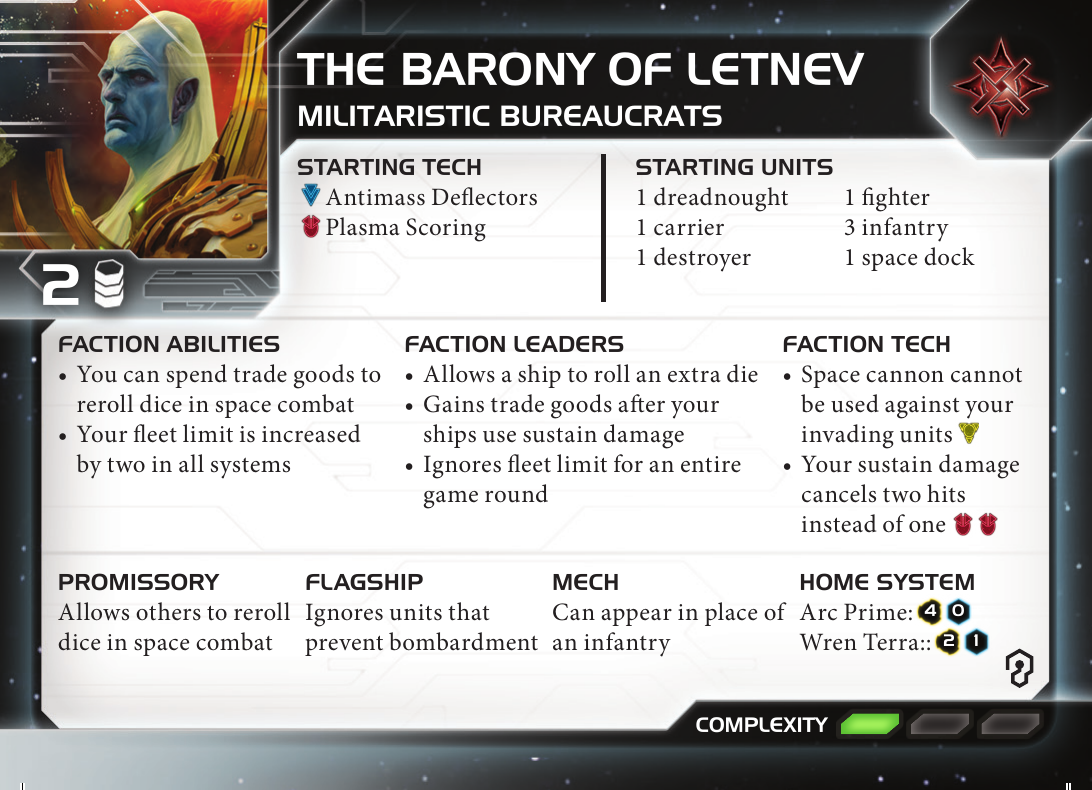 THE BARONY OF LETNEV
MILITARISTIC BUREAUCRATS
2
STARTING TECH
Antimass Deflectors
Plasma Scoring
STARTING UNITS
1 dreadnought
1 carrier
1 destroyer
1 fighter
3 infantry
1 space dock
FACTION ABILITIES
• You can spend trade goods to
reroll dice in space combat
• Your fleet limit is increased
by two in all systems
FACTION LEADERS
• Allows a ship to roll an extra die
• Gains trade goods after your
ships use sustain damage
• Ignores fleet limit for an entire
game round
FACTION TECH
• Space cannon cannot
be used against your
invading units
• Your sustain damage
cancels two hits
instead of one
PROMISSORY
Allows others to reroll
dice in space combat
FLAGSHIP
Ignores units that
prevent bombardment
MECH
Can appear in place of
an infantry
HOME SYSTEM
Arc Prime: 4 0
Wren Terra:: 2 1
COMPLEXITY